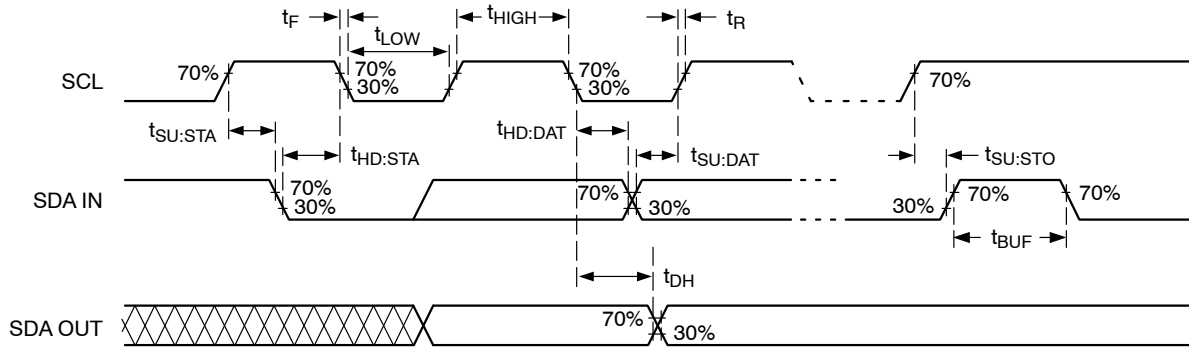 tF tLOW tHIGH tR
SCL 70% 70% 30% 70% 30% 70%
tSU:STA tHD:STA tHD:DAT tSU:DAT tSU:STO
SDA IN 70% 30% 70% 30% 30% 70% 70%
tBUF
tDH
SDA OUT 70% 30%